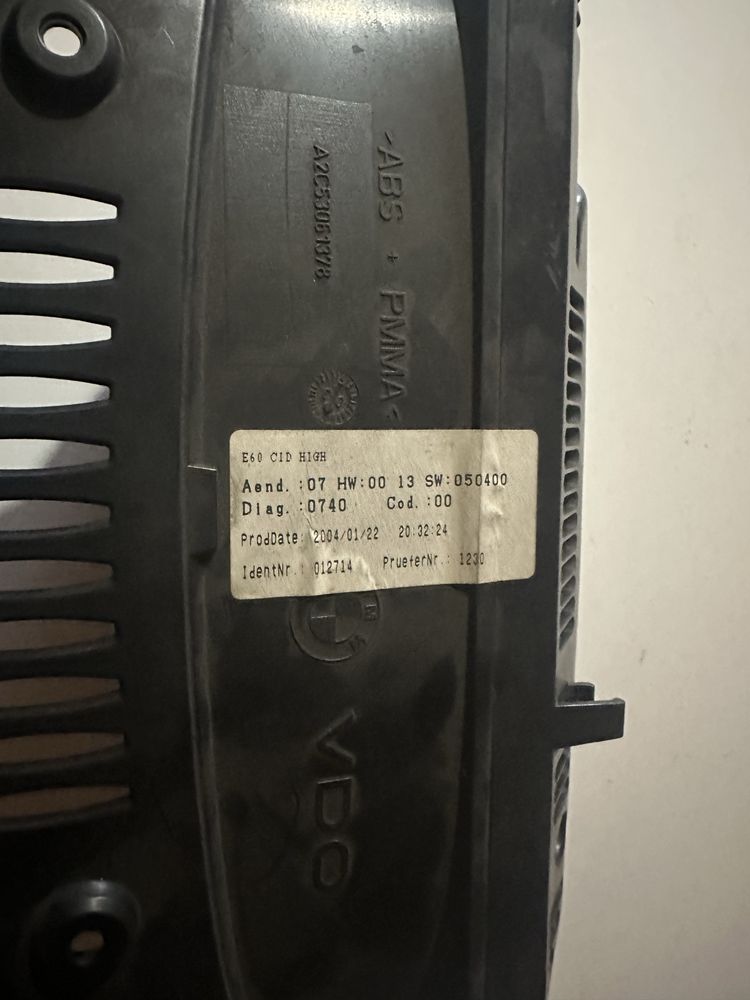 A2C53061378
>ABS + PMMA<
E60 CID HIGH
Aend. :07 HW:00 13 SW:050400
Diag. :0740 Cod. :00
ProdDate: 2004/01/22 20:32:24
IdentNr.: 012714 PrueferNr.: 1230
VDO